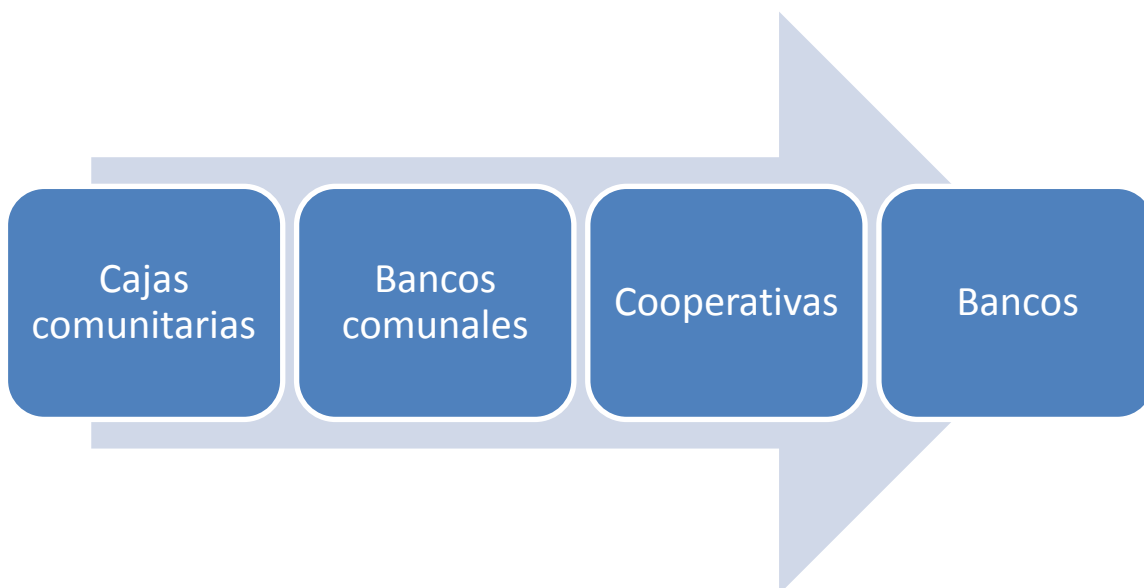 Cajas
comunitarias
Bancos
comunales
Cooperativas
Bancos